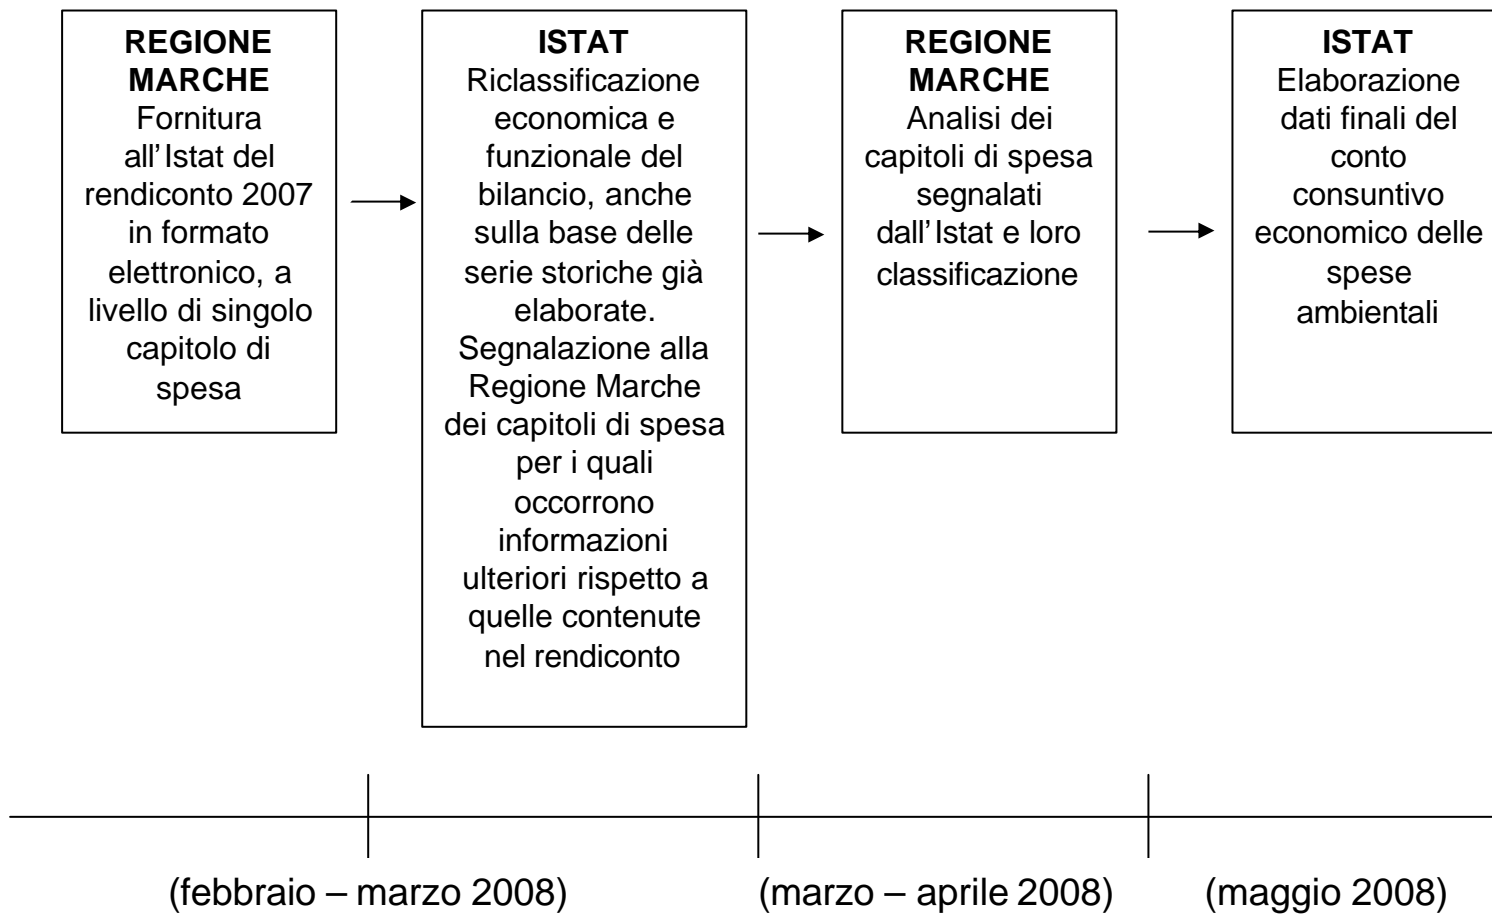 REGIONE
MARCHE
Fornitura
all'Istat del
rendiconto 2007
in formato
elettronico, a
livello di singolo
capitolo di
spesa
ISTAT
Riclassificazione
economica e
funzionale del
bilancio, anche
sulla base delle
serie storiche già
elaborate.
Segnalazione alla
Regione Marche
dei capitoli di spesa
per i quali
occorrono
informazioni
ulteriori rispetto a
quelle contenute
nel rendiconto
REGIONE
MARCHE
Analisi dei
capitoli di spesa
segnalati
dall'Istat e loro
classificazione
ISTAT
Elaborazione
dati finali del
conto
consuntivo
economico delle
spese
ambientali
(febbraio – marzo 2008)
(marzo – aprile 2008)
(maggio 2008)